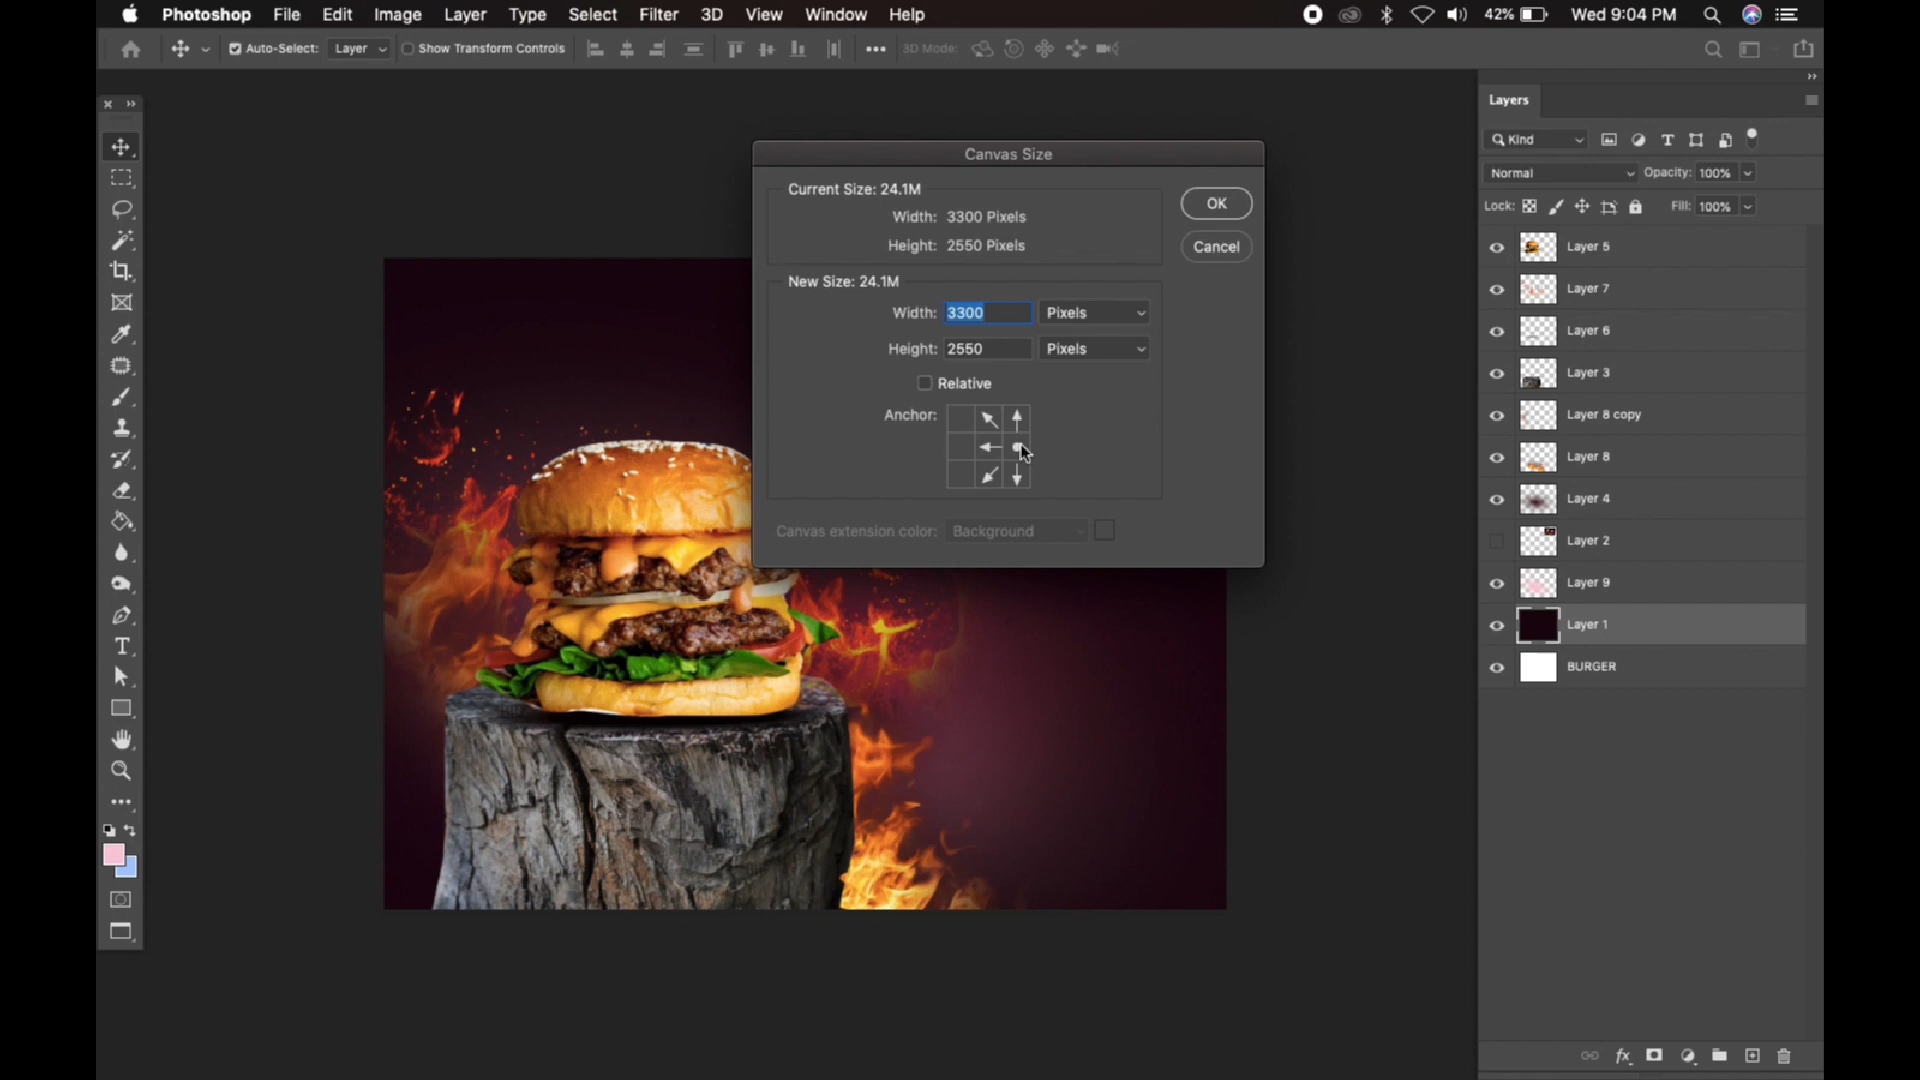 Photoshop File Edit Image Layer Type Select Filter 3D View Window Help 42% Wed 9:04 PM
Auto-Select: Layer Show Transform Controls 3D Mode:
Layers
Kind
Normal Opacity: 100%
Lock: Fill: 100%
Layer 5
Layer 7
Layer 6
Layer 3
Layer 8 copy
Layer 8
Layer 4
Layer 2
Layer 9
Layer 1
BURGER
Canvas Size
Current Size: 24.1M
Width: 3300 Pixels
Height: 2550 Pixels
OK
Cancel
New Size: 24.1M
Width: 3300 Pixels
Height: 2550 Pixels
Relative
Anchor:
Canvas extension color: Background